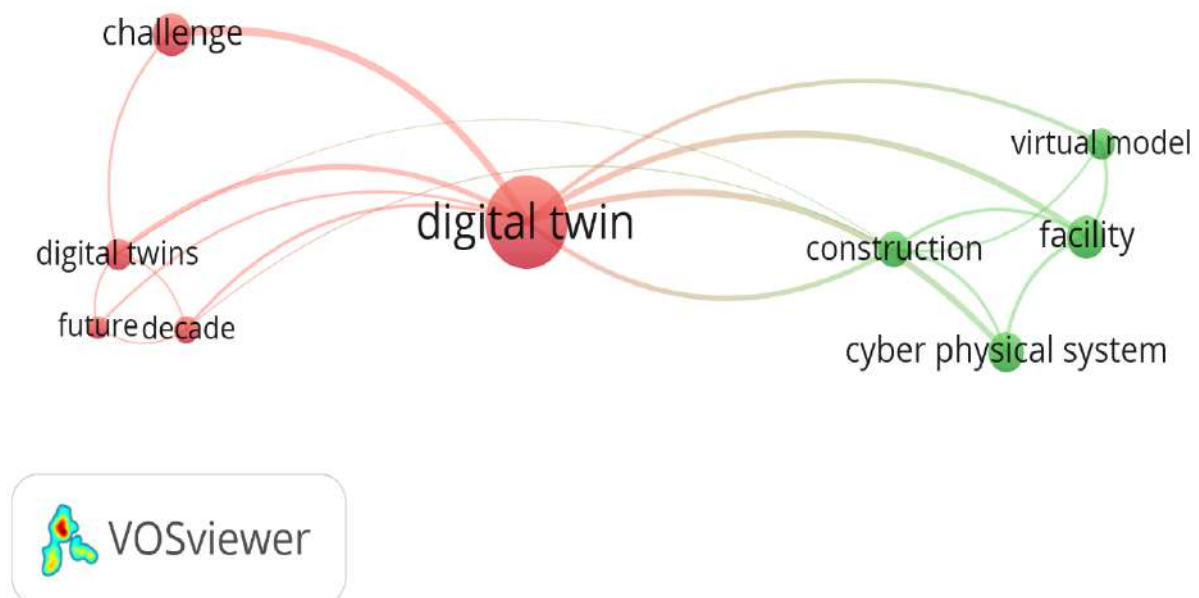 challenge
virtual model
digital twin
facility
construction
digital twins
future
decade
cyber physical system
VOSviewer